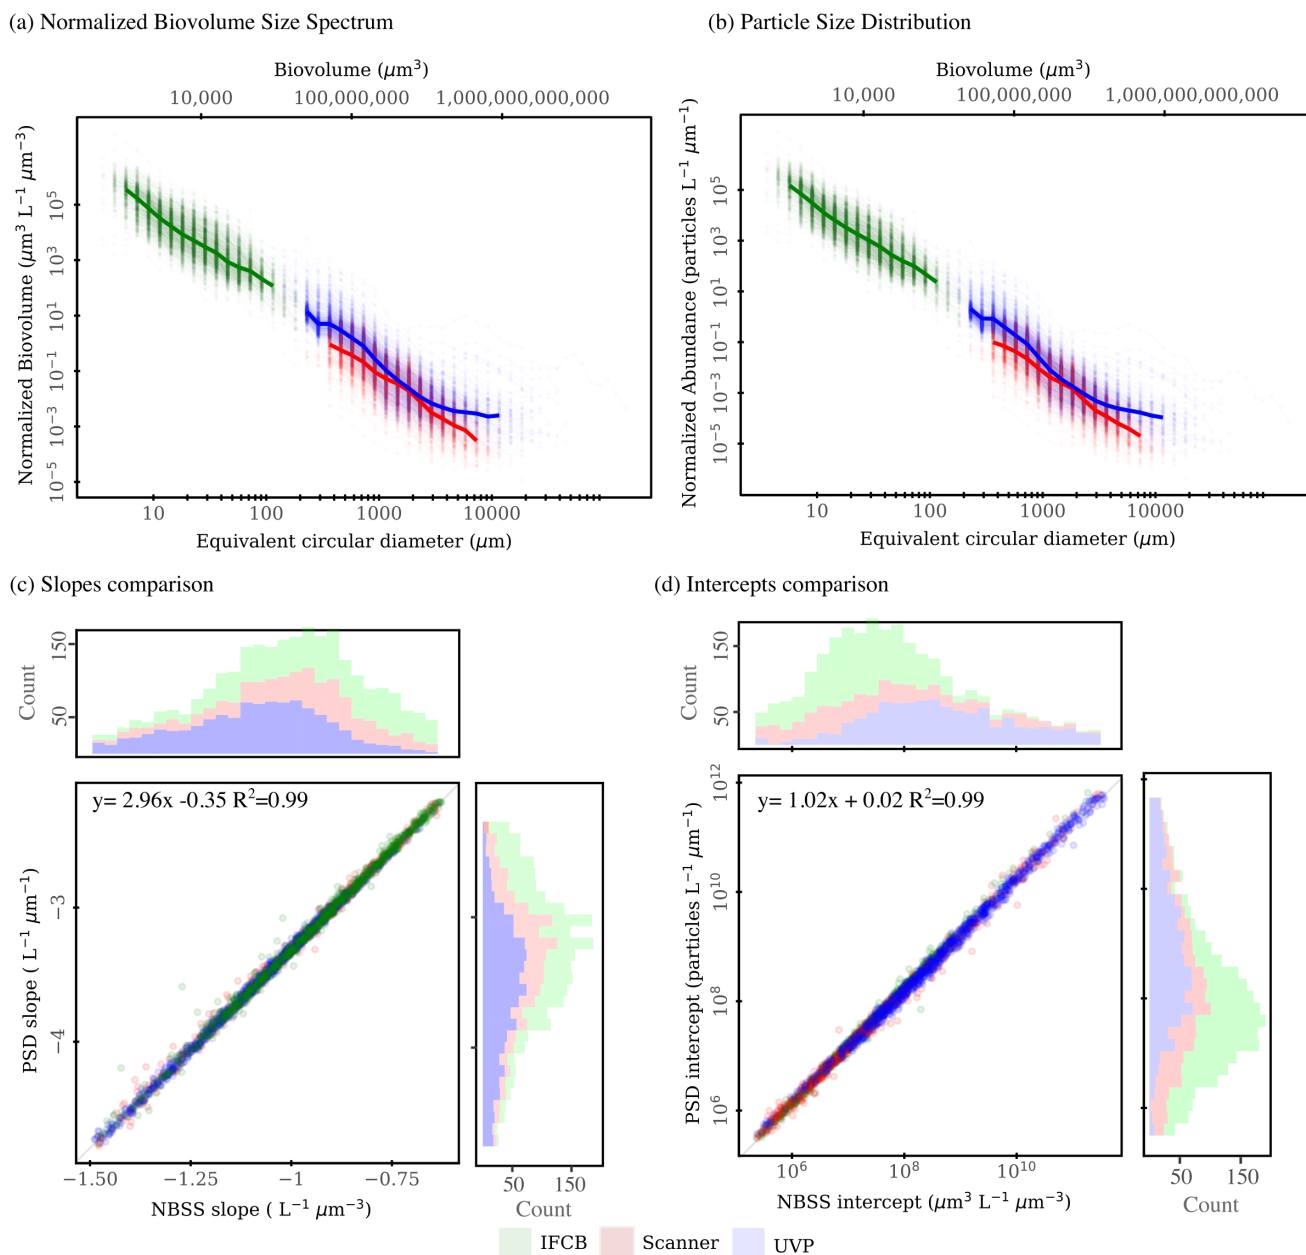 (a) Normalized Biovolume Size Spectrum
(b) Particle Size Distribution
Biovolume (μm³)
10,000 100,000,000 1,000,000,000,000
Normalized Biovolume (μm³ L⁻¹ μm⁻³)
10⁵
10³
10¹
10⁻¹
10⁻³
10⁻⁵
10 100 1000 10000
Equivalent circular diameter (μm)
Biovolume (μm³)
10,000 100,000,000 1,000,000,000,000
Normalized Abundance (particles L⁻¹ μm⁻¹)
10⁵
10³
10¹
10⁻¹
10⁻³
10⁻⁵
10 100 1000 10000
Equivalent circular diameter (μm)
(c) Slopes comparison
(d) Intercepts comparison
Count
150
50
y= 2.96x -0.35 R²=0.99
PSD slope ( L⁻¹ μm⁻¹)
−3
−4
−1.50 −1.25 −1 −0.75
NBSS slope ( L⁻¹ μm⁻³)
50 150
Count
Count
150
50
y= 1.02x + 0.02 R²=0.99
PSD intercept (particles L⁻¹ μm⁻¹)
10¹²
10¹⁰
10⁸
10⁶
10⁶ 10⁸ 10¹⁰
NBSS intercept (μm³ L⁻¹ μm⁻³)
50 150
Count
IFCB Scanner UVP